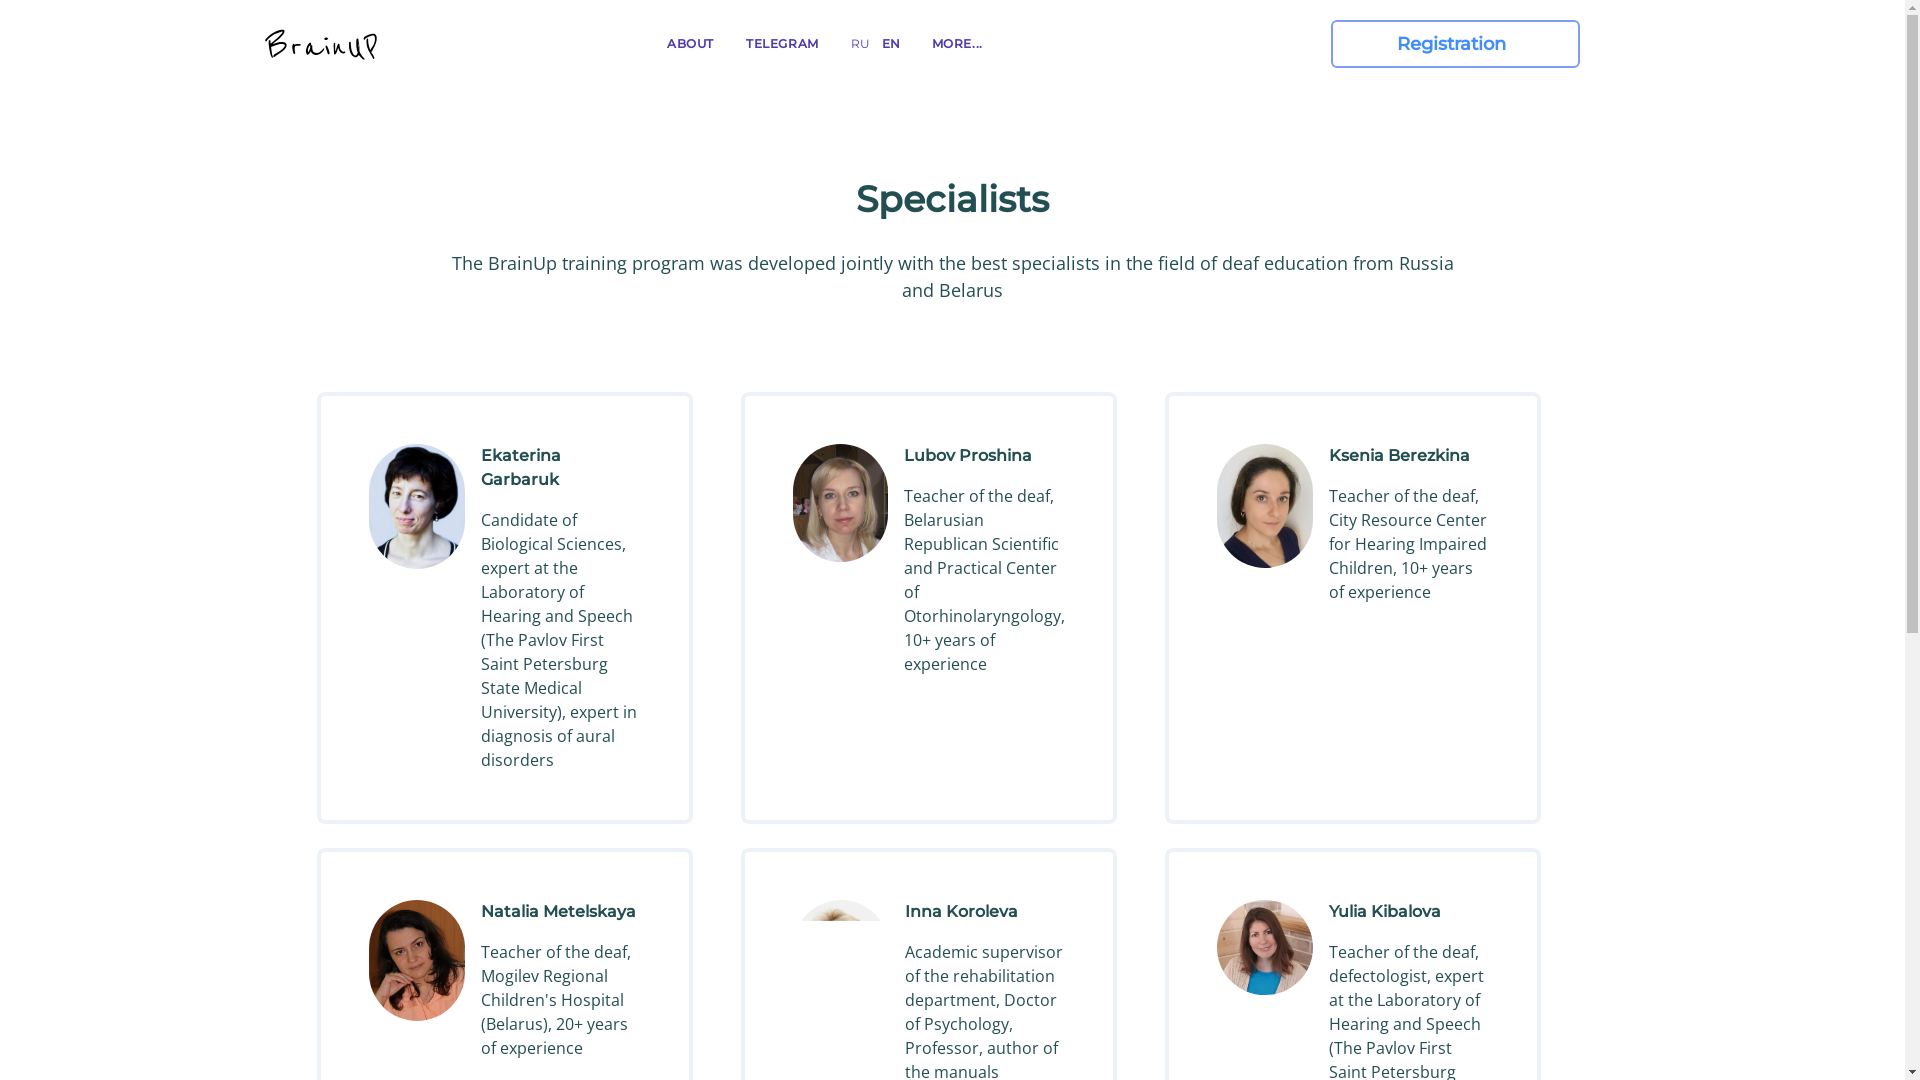 BrainUP
ABOUT
TELEGRAM
RU
EN
MORE...
Registration
Specialists
The BrainUp training program was developed jointly with the best specialists in the field of deaf education from Russia
and Belarus
Ekaterina
Garbaruk
Candidate of
Biological Sciences,
expert at the
Laboratory of
Hearing and Speech
(The Pavlov First
Saint Petersburg
State Medical
University), expert in
diagnosis of aural
disorders
Lubov Proshina
Teacher of the deaf,
Belarusian
Republican Scientific
and Practical Center
of
Otorhinolaryngology,
10+ years of
experience
Ksenia Berezkina
Teacher of the deaf,
City Resource Center
for Hearing Impaired
Children, 10+ years
of experience
Natalia Metelskaya
Teacher of the deaf,
Mogilev Regional
Children's Hospital
(Belarus), 20+ years
of experience
Inna Koroleva
Academic supervisor
of the rehabilitation
department, Doctor
of Psychology,
Professor, author of
the manuals
Yulia Kibalova
Teacher of the deaf,
defectologist, expert
at the Laboratory of
Hearing and Speech
(The Pavlov First
Saint Petersburg